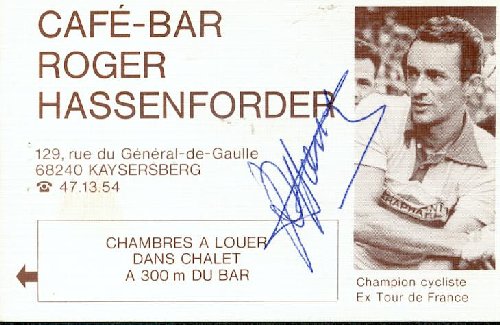 CAFÉ-BAR
ROGER
HASSENFORDER
129, rue du Général-de-Gaulle
68240 KAYSERSBERG
☎ 47.13.54
CHAMBRES A LOUER
DANS CHALET
A 300 m DU BAR
Champion cycliste
Ex Tour de France